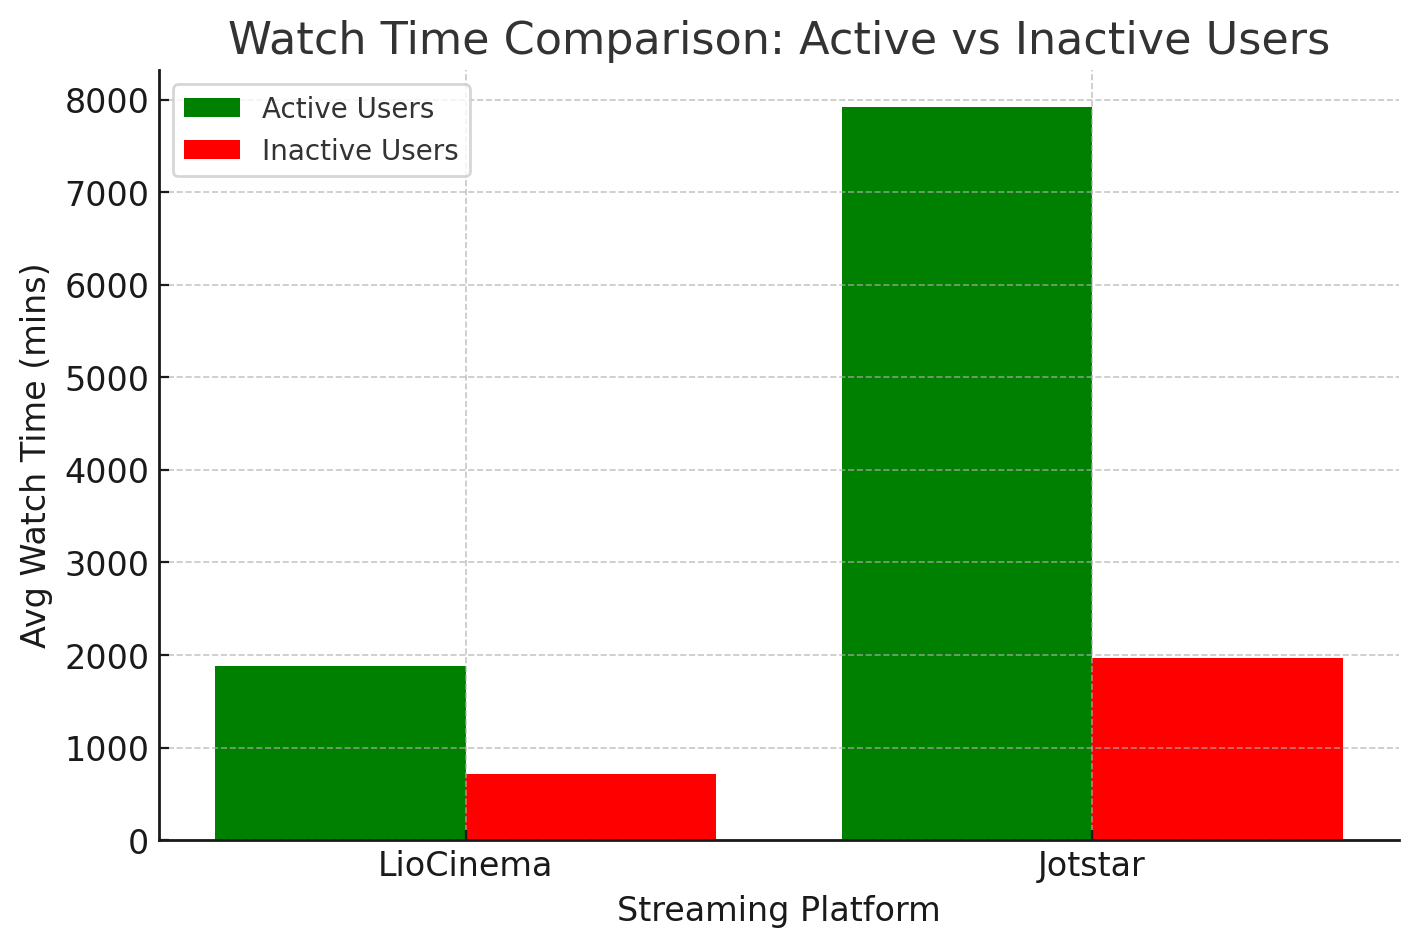 Watch Time Comparison: Active vs Inactive Users
Active Users
Inactive Users
8000
7000
6000
5000
4000
3000
2000
1000
0
Avg Watch Time (mins)
LioCinema
Jotstar
Streaming Platform